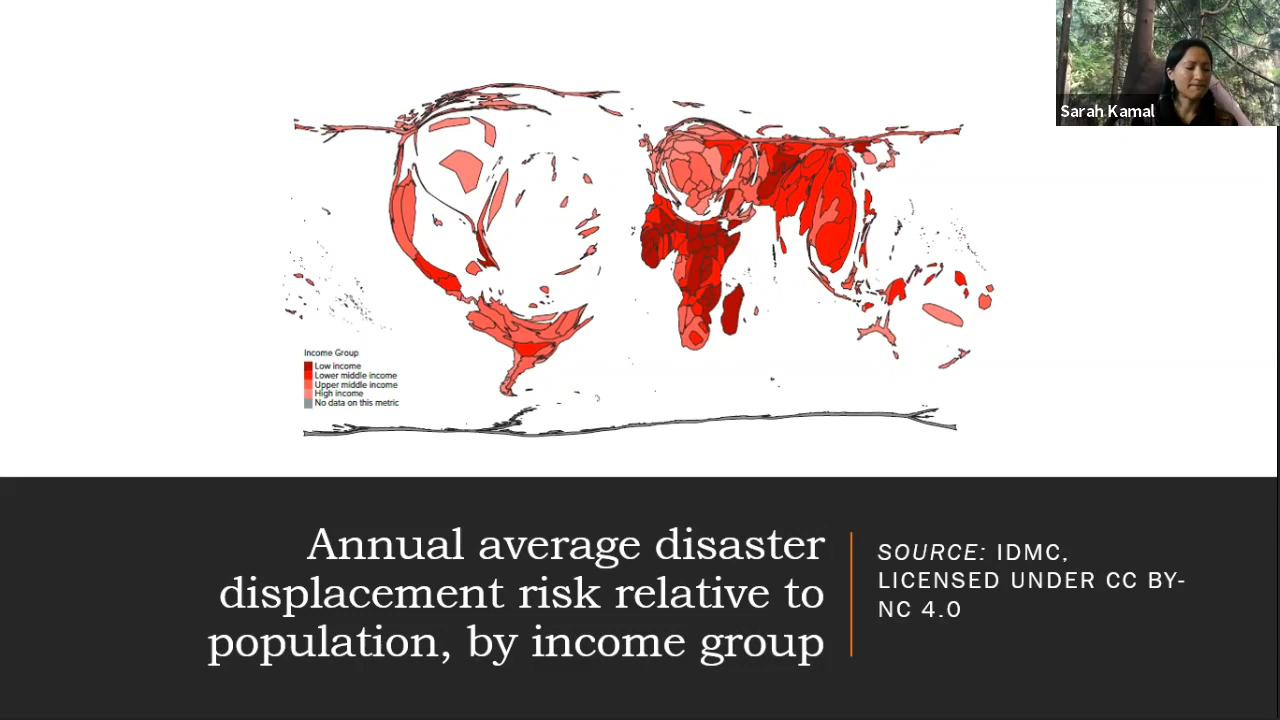 Sarah Kamal
Income Group
Low income
Lower middle income
Upper middle income
High income
No data on this metric
Annual average disaster
displacement risk relative to
population, by income group
SOURCE: IDMC,
LICENSED UNDER CC BY-
NC 4.0